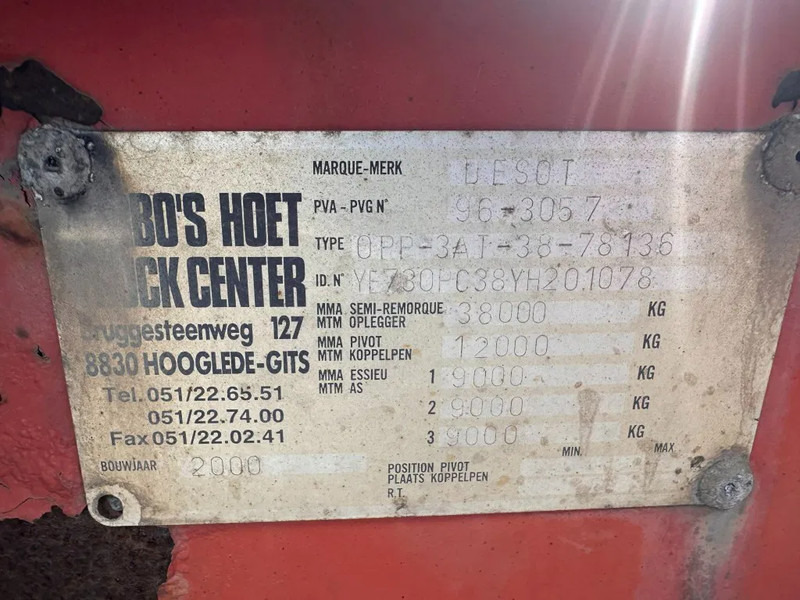 BO'S HOET
CK CENTER
Bruggesteenweg 127
8830 HOOGLEDE-GITS
Tel. 051/22.65.51
051/22.74.00
Fax 051/22.02.41
BOUWJAAR 2000
MARQUE-MERK DESOT
PVA - PVG N° 96-3057
TYPE OPP-3AT-38-78136
ID. N° YE730PC38YH201078
MMA SEMI-REMORQUE
MTM OPLEGGER 38000 KG
MMA PIVOT
MTM KOPPELPEN 12000 KG
MMA ESSIEU
MTM AS
1 9000 KG
2 9000 KG
3 9000 KG
MIN. MAX
POSITION PIVOT
PLAATS KOPPELPEN
R.T.